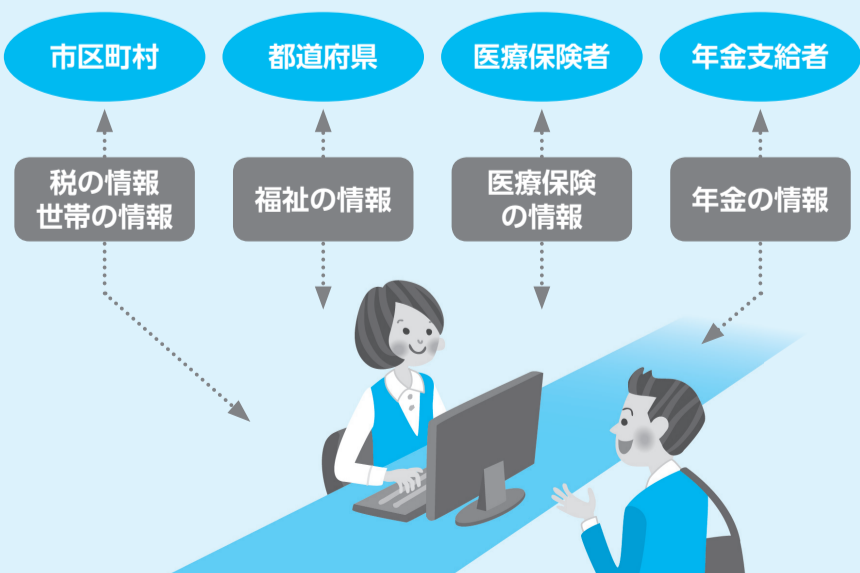 市区町村
都道府県
医療保険者
年金支給者
税の情報
世帯の情報
福祉の情報
医療保険
の情報
年金の情報